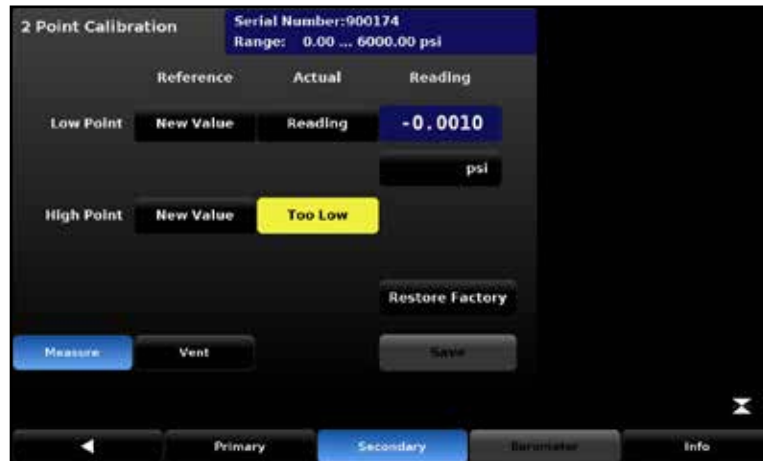 2 Point Calibration
Serial Number:900174
Range: 0.00 ... 6000.00 psi
Reference Actual Reading
Low Point New Value Reading -0.0010
psi
High Point New Value Too Low
Restore Factory
Measure Vent Save
Primary Secondary Barometer Info